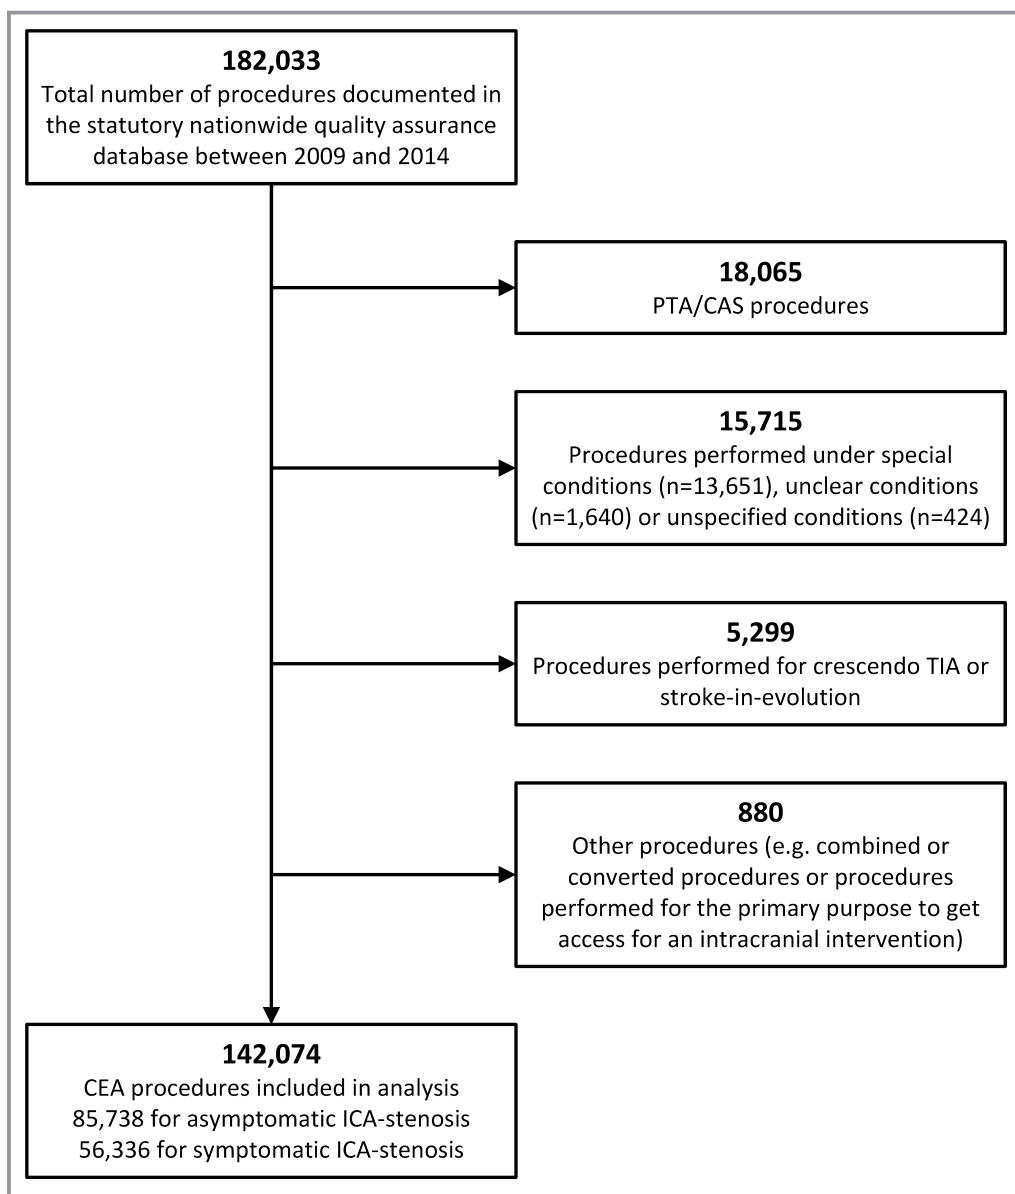 182,033
Total number of procedures documented in
the statutory nationwide quality assurance
database between 2009 and 2014
18,065
PTA/CAS procedures
15,715
Procedures performed under special
conditions (n=13,651), unclear conditions
(n=1,640) or unspecified conditions (n=424)
5,299
Procedures performed for crescendo TIA or
stroke-in-evolution
880
Other procedures (e.g. combined or
converted procedures or procedures
performed for the primary purpose to get
access for an intracranial intervention)
142,074
CEA procedures included in analysis
85,738 for asymptomatic ICA-stenosis
56,336 for symptomatic ICA-stenosis